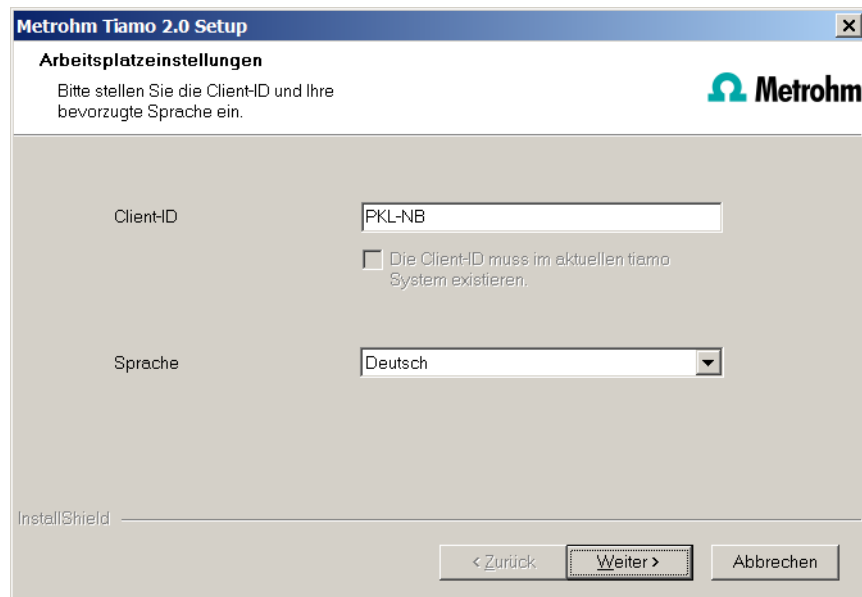 Metrohm Tiamo 2.0 Setup
Arbeitsplatzeinstellungen
Bitte stellen Sie die Client-ID und Ihre
bevorzugte Sprache ein.
Metrohm
Client-ID
PKL-NB
Die Client-ID muss im aktuellen tiamo
System existieren.
Sprache
Deutsch
InstallShield
< Zurück
Weiter >
Abbrechen